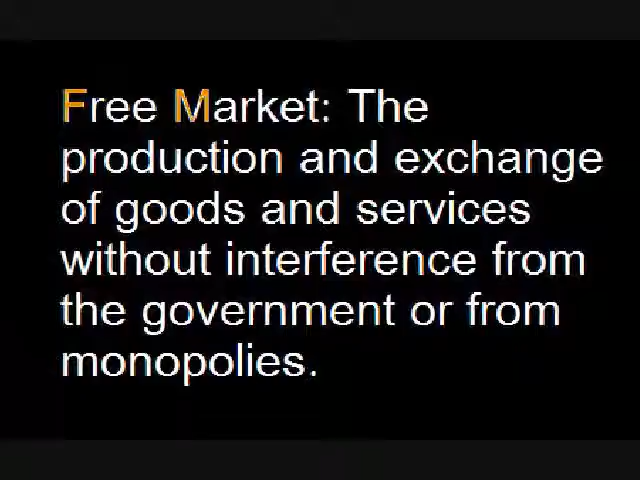 Free Market: The
production and exchange
of goods and services
without interference from
the government or from
monopolies.